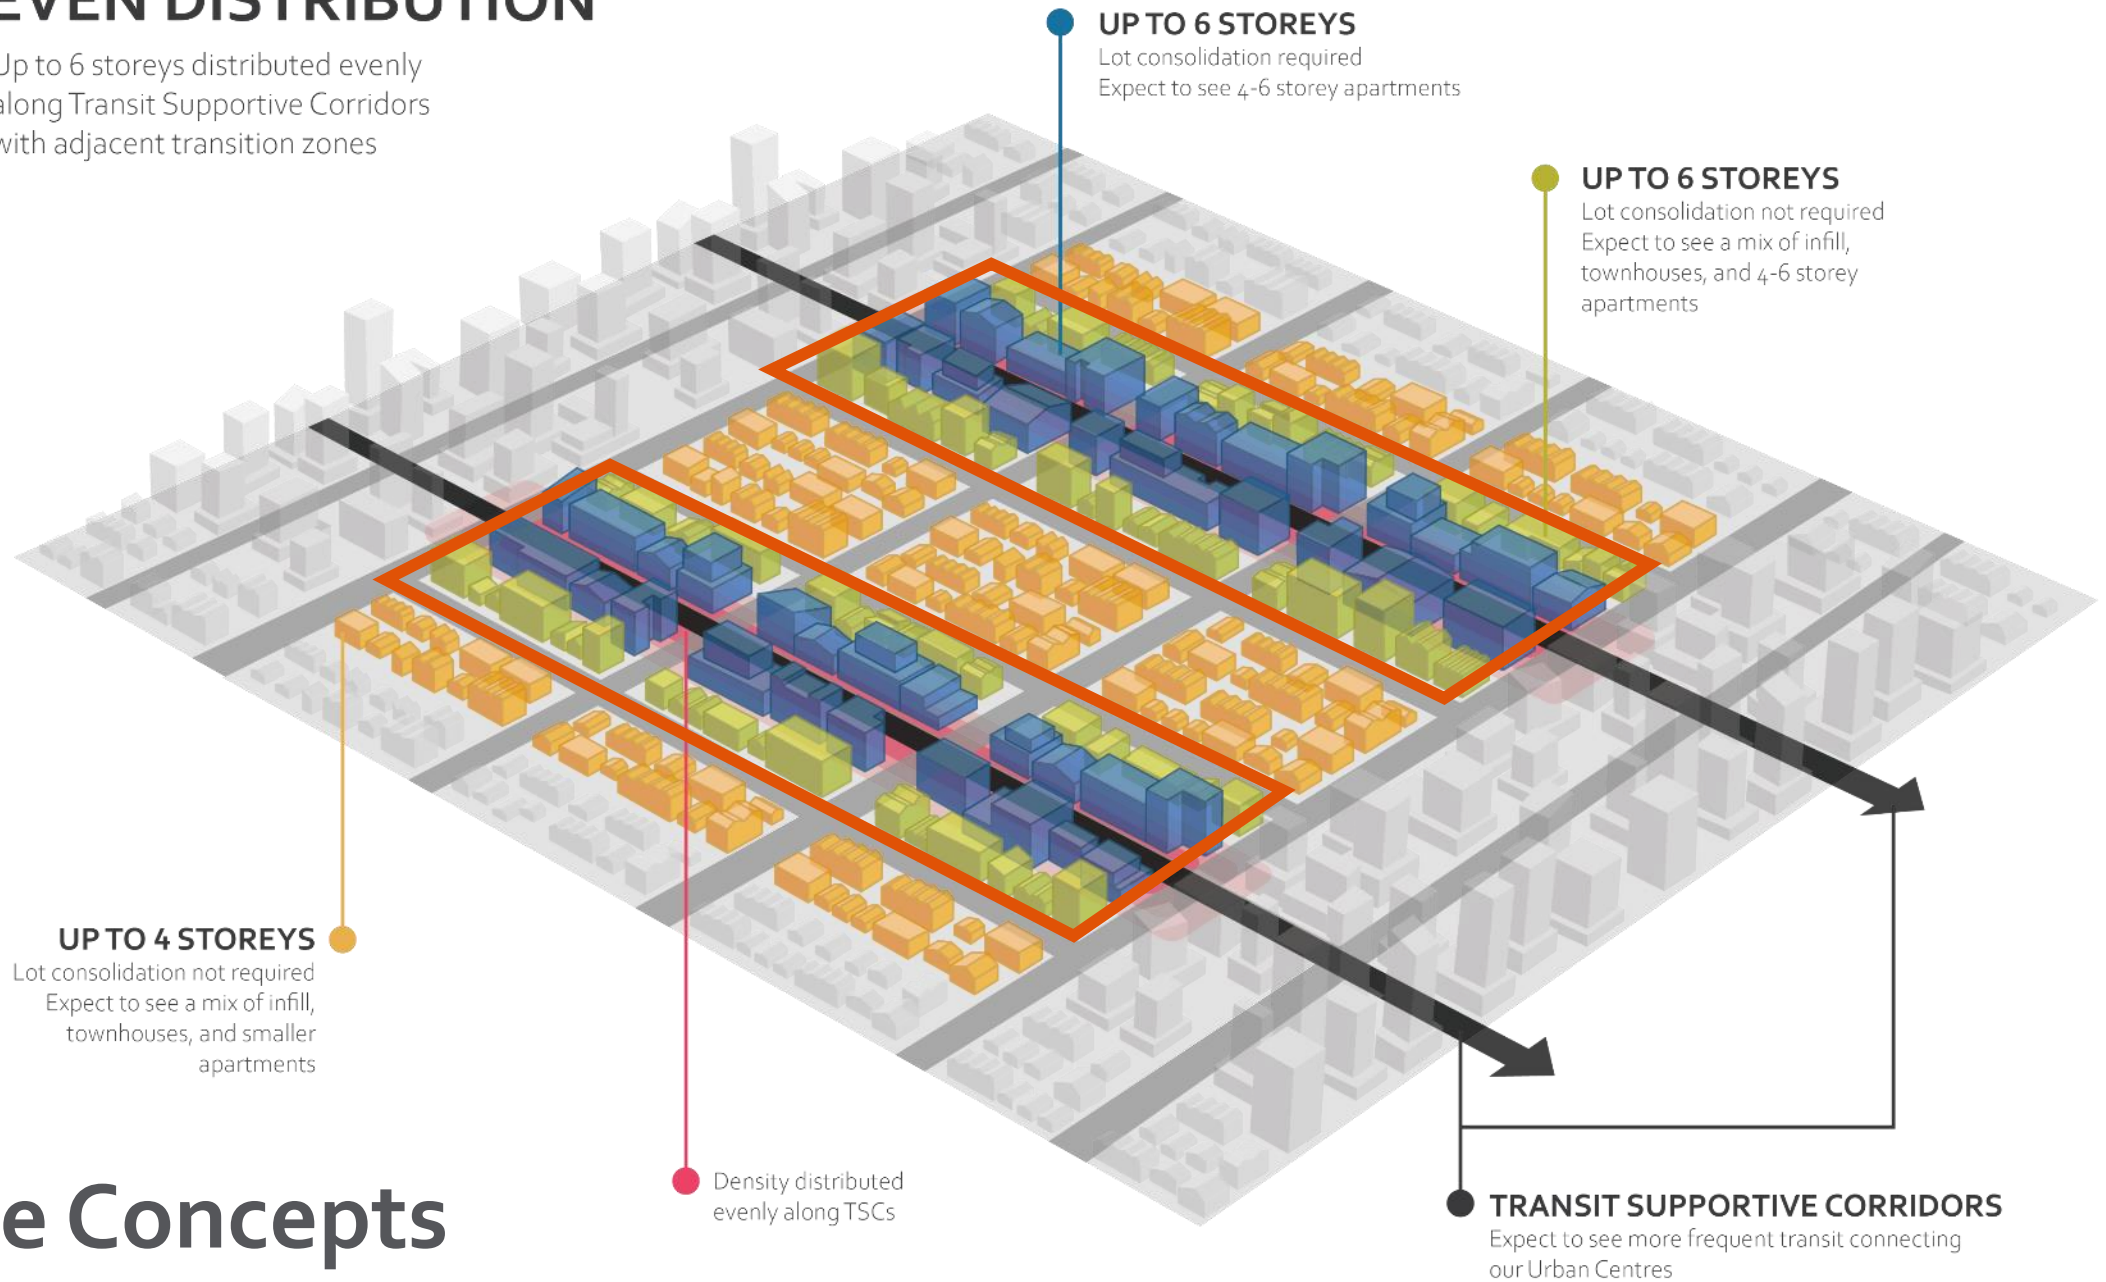 EVEN DISTRIBUTION
Up to 6 storeys distributed evenly
along Transit Supportive Corridors
with adjacent transition zones
UP TO 6 STOREYS
Lot consolidation required
Expect to see 4-6 storey apartments
UP TO 6 STOREYS
Lot consolidation not required
Expect to see a mix of infill,
townhouses, and 4-6 storey
apartments
UP TO 4 STOREYS
Lot consolidation not required
Expect to see a mix of infill,
townhouses, and smaller
apartments
Density distributed
evenly along TSCs
TRANSIT SUPPORTIVE CORRIDORS
Expect to see more frequent transit connecting
our Urban Centres
e Concepts